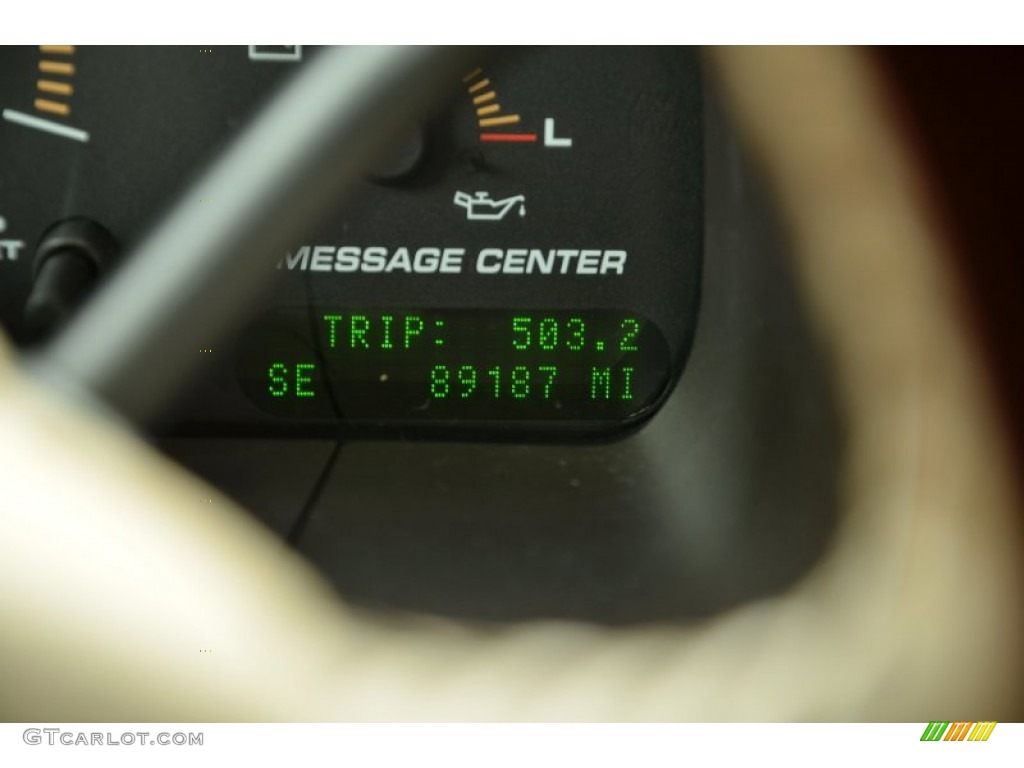 L
MESSAGE CENTER
TRIP: 503.2
SE 89187 MI
GTCARLOT.COM